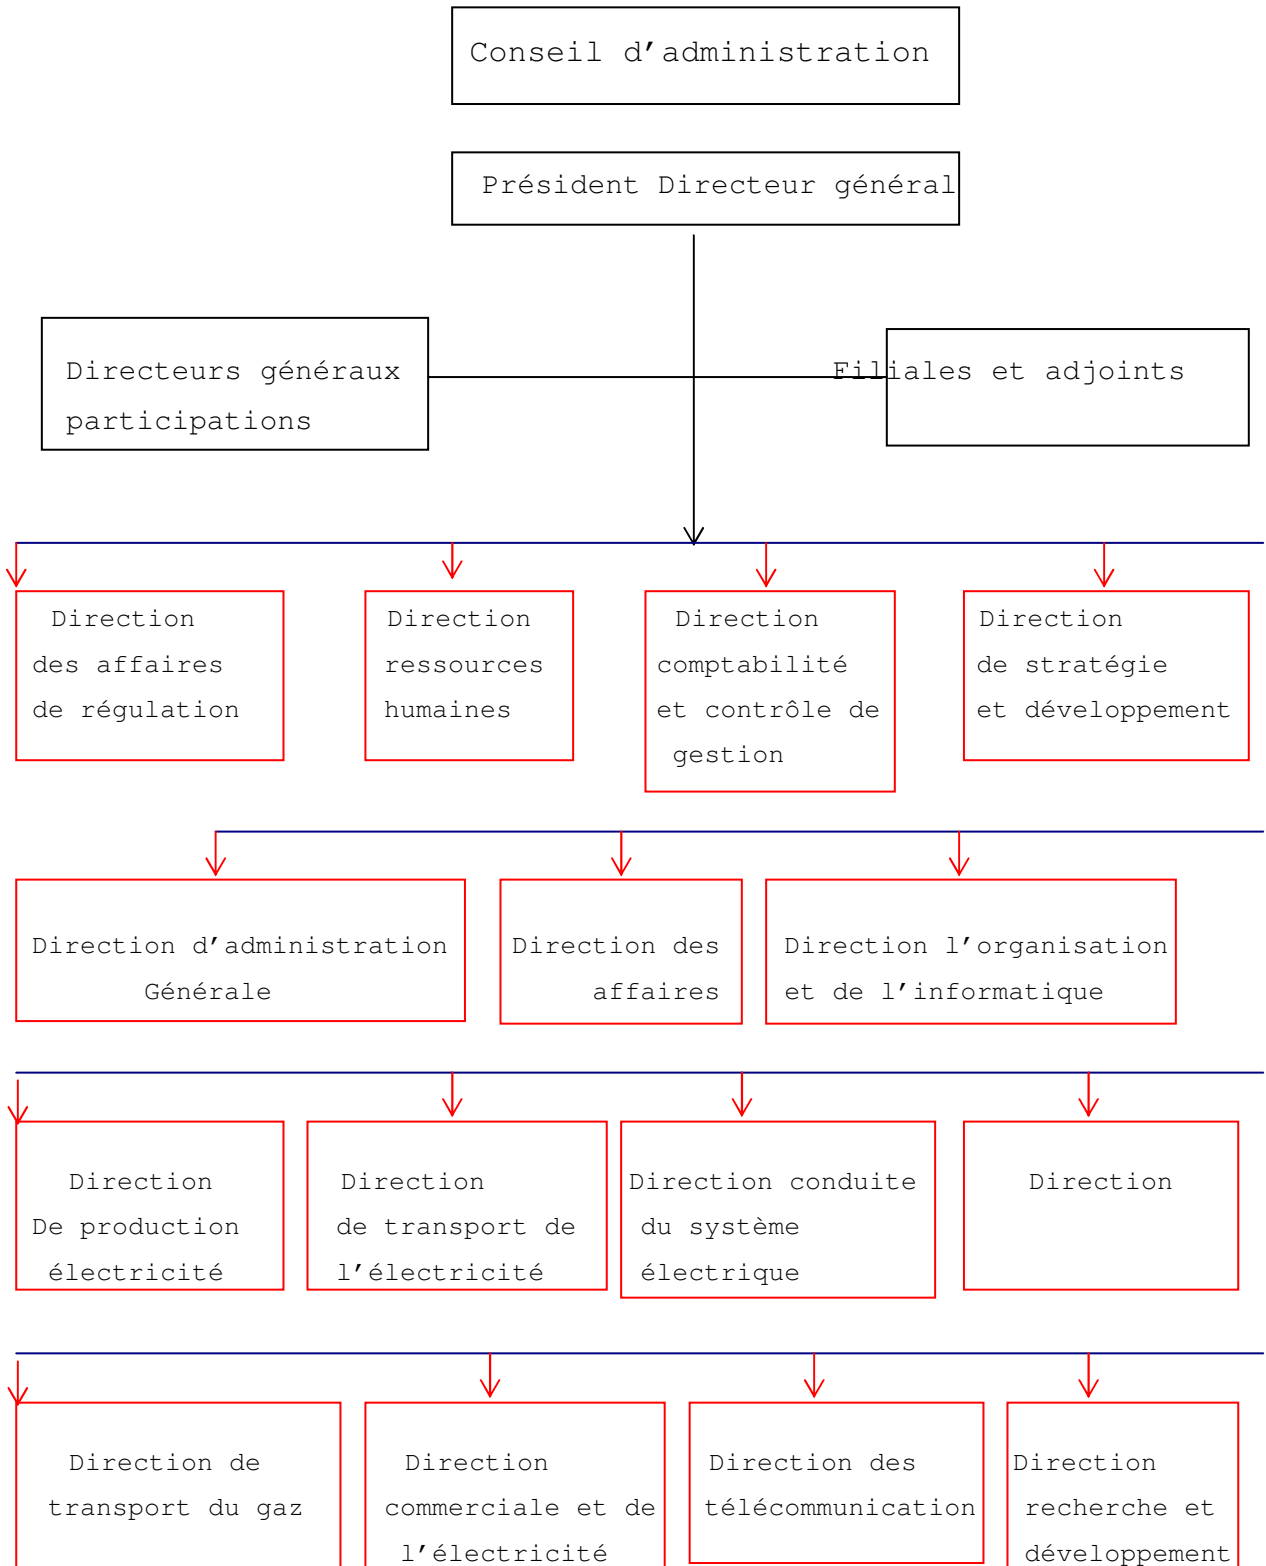 Conseil d’administration
Président Directeur général
Directeurs généraux
participations
Filiales et adjoints
Direction
des affaires
de régulation
Direction
ressources
humaines
Direction
comptabilité
et contrôle de
gestion
Direction
de stratégie
et développement
Direction d’administration
Générale
Direction des
affaires
Direction l’organisation
et de l’informatique
Direction
De production
électricité
Direction
de transport de
l’électricité
Direction conduite
du système
électrique
Direction
Direction de
transport du gaz
Direction
commerciale et de
l’électricité
Direction des
télécommunication
Direction
recherche et
développement